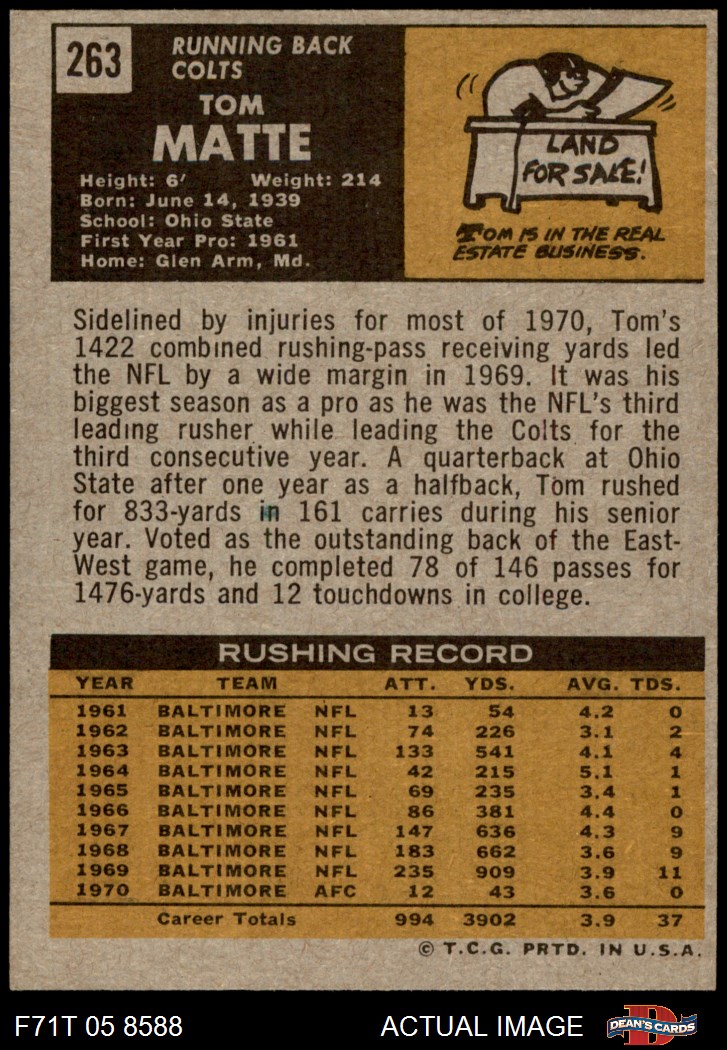 263
RUNNING BACK
COLTS
TOM
MATTE
Height: 6' Weight: 214
Born: June 14, 1939
School: Ohio State
First Year Pro: 1961
Home: Glen Arm, Md.
LAND
FOR SALE!
TOM IS IN THE REAL
ESTATE BUSINESS.
Sidelined by injuries for most of 1970, Tom's
1422 combined rushing-pass receiving yards led
the NFL by a wide margin in 1969. It was his
biggest season as a pro as he was the NFL's third
leading rusher while leading the Colts for the
third consecutive year. A quarterback at Ohio
State after one year as a halfback, Tom rushed
for 833-yards in 161 carries during his senior
year. Voted as the outstanding back of the East-
West game, he completed 78 of 146 passes for
1476-yards and 12 touchdowns in college.
RUSHING RECORD
YEAR TEAM ATT. YDS. AVG. TDS.
1961 BALTIMORE NFL 13 54 4.2 0
1962 BALTIMORE NFL 74 226 3.1 2
1963 BALTIMORE NFL 133 541 4.1 4
1964 BALTIMORE NFL 42 215 5.1 1
1965 BALTIMORE NFL 69 235 3.4 1
1966 BALTIMORE NFL 86 381 4.4 0
1967 BALTIMORE NFL 147 636 4.3 9
1968 BALTIMORE NFL 183 662 3.6 9
1969 BALTIMORE NFL 235 909 3.9 11
1970 BALTIMORE AFC 12 43 3.6 0
Career Totals 994 3902 3.9 37
© T.C.G. PRTD. IN U.S.A.
F71T 05 8588 ACTUAL IMAGE D DEAN'S CARDS